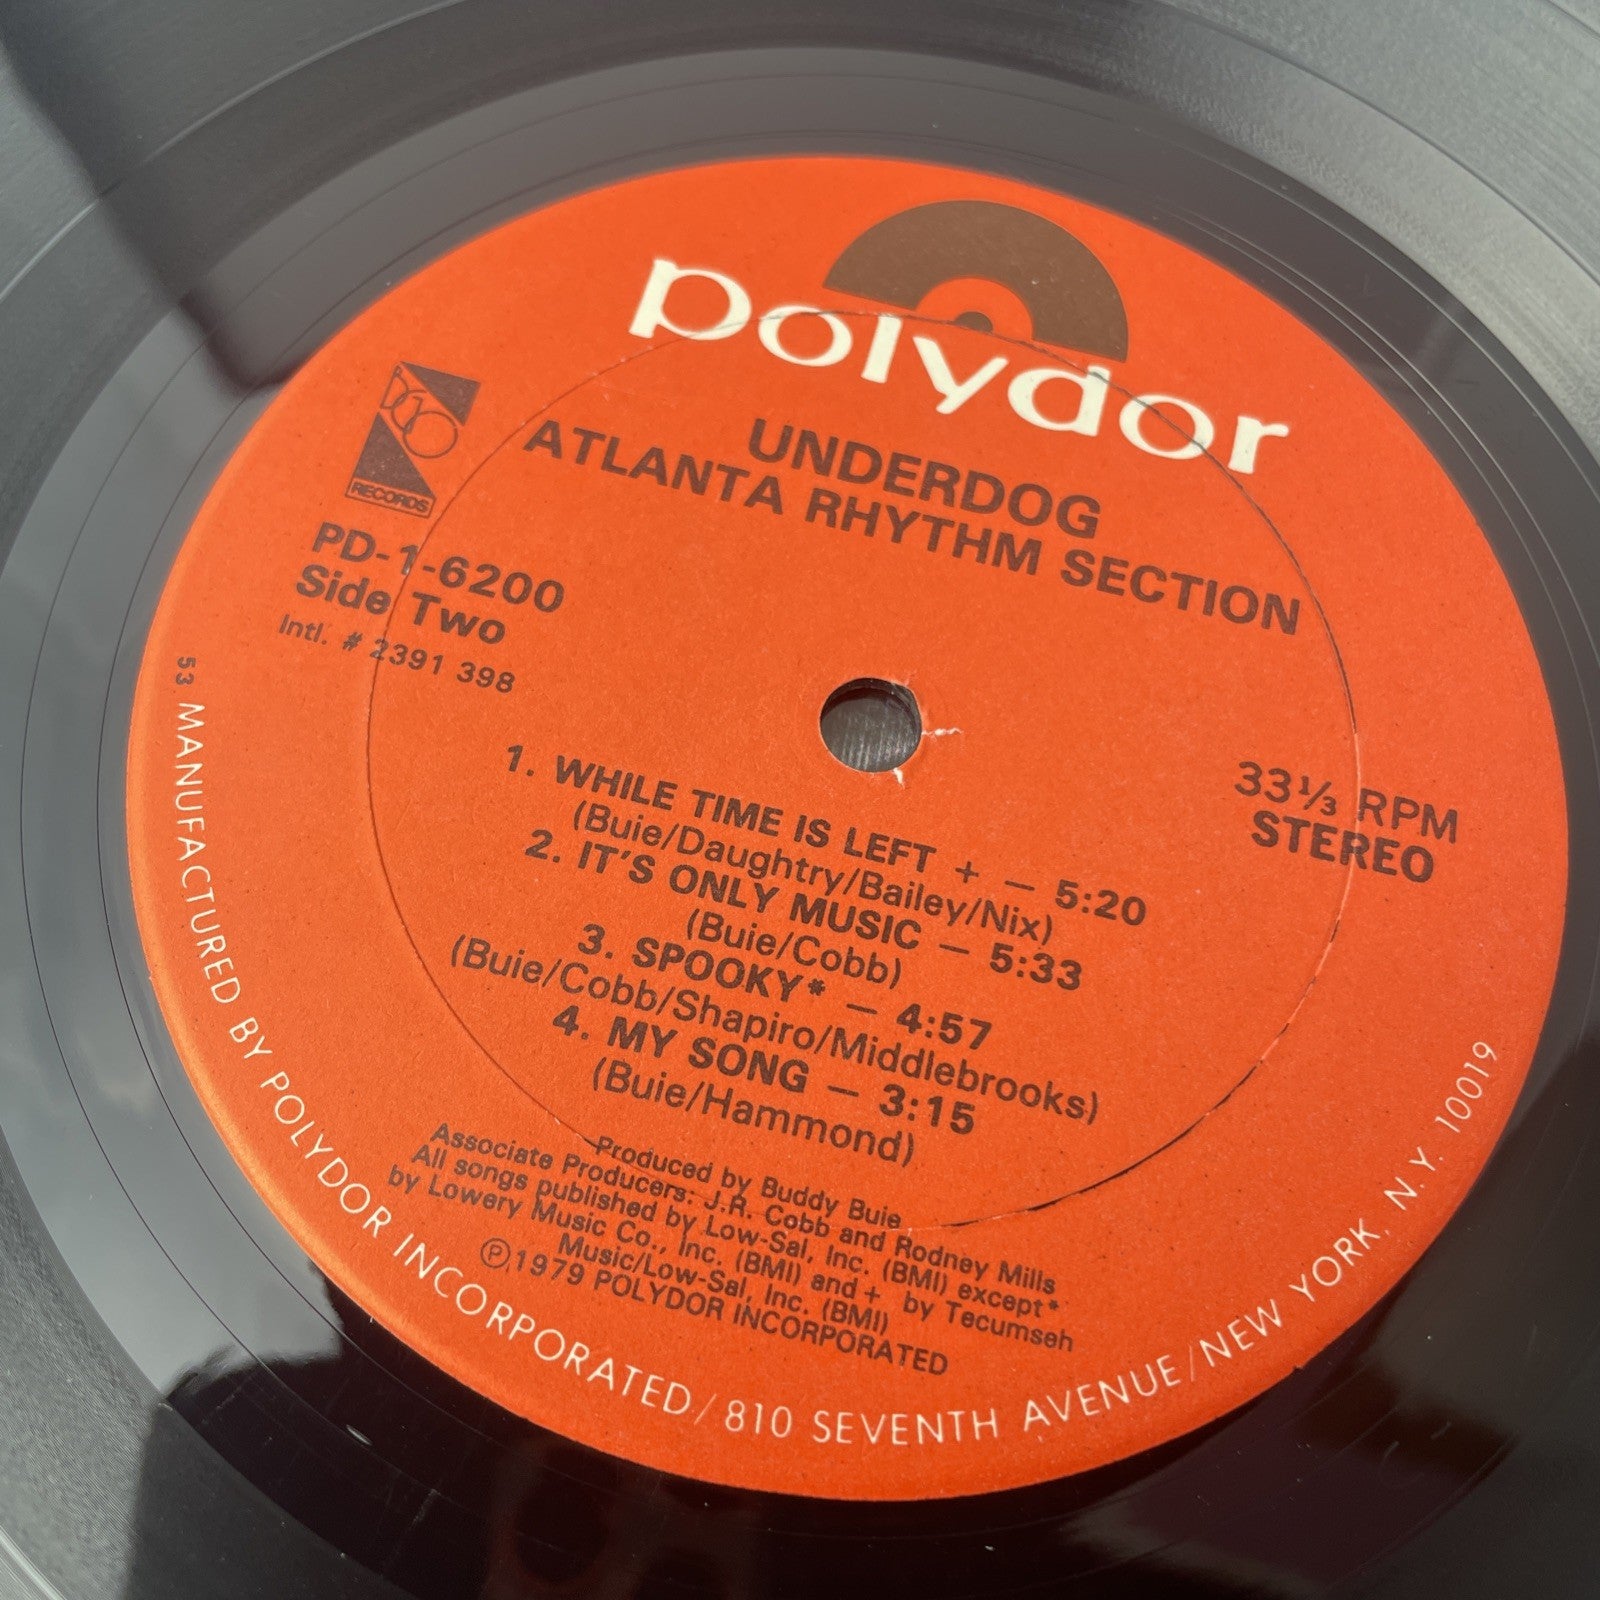 polydor
BGO
RECORDS
UNDERDOG
ATLANTA RHYTHM SECTION
PD-1-6200
Side Two
Intl. # 2391 398
33⅓ RPM
STEREO
1. WHILE TIME IS LEFT + — 5:20
(Buie/Daughtry/Bailey/Nix)
2. IT'S ONLY MUSIC — 5:33
(Buie/Cobb)
3. SPOOKY* — 4:57
(Buie/Cobb/Shapiro/Middlebrooks)
4. MY SONG — 3:15
(Buie/Hammond)
Produced by Buddy Buie
Associate Producers: J.R. Cobb and Rodney Mills
All songs published by Low-Sal, Inc. (BMI) except*
by Lowery Music Co., Inc. (BMI) and + by Tecumseh
Music/Low-Sal, Inc. (BMI)
Ⓟ1979 POLYDOR INCORPORATED
53 MANUFACTURED BY POLYDOR INCORPORATED/810 SEVENTH AVENUE/NEW YORK, N.Y. 10019